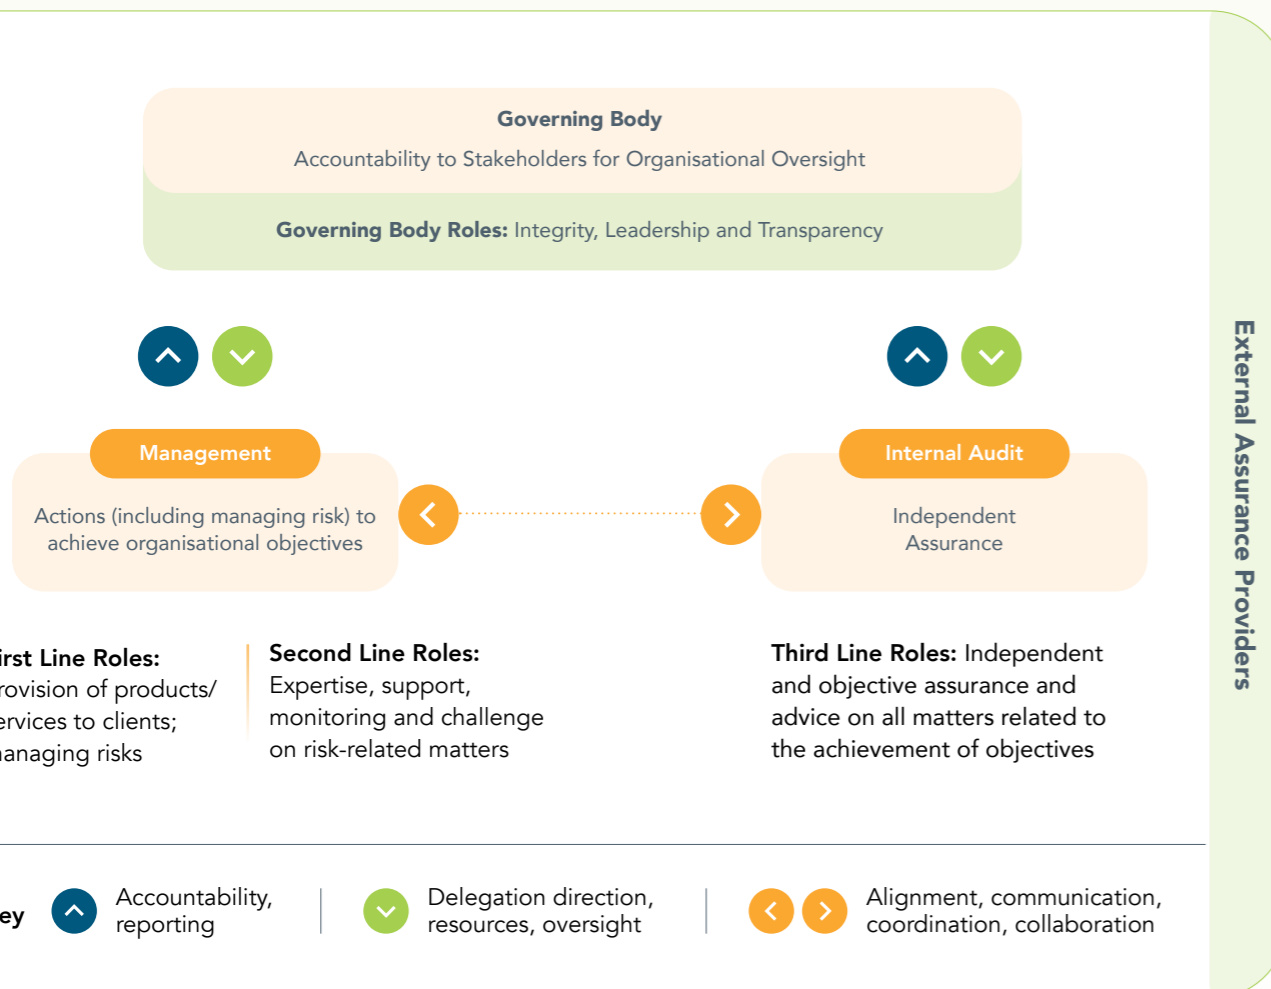 Governing Body
Accountability to Stakeholders for Organisational Oversight
Governing Body Roles: Integrity, Leadership and Transparency
Management
Actions (including managing risk) to
achieve organisational objectives
Internal Audit
Independent
Assurance
irst Line Roles:
rovision of products/
ervices to clients;
anaging risks
Second Line Roles:
Expertise, support,
monitoring and challenge
on risk-related matters
Third Line Roles: Independent
and objective assurance and
advice on all matters related to
the achievement of objectives
External Assurance Providers
ey
Accountability,
reporting
Delegation direction,
resources, oversight
Alignment, communication,
coordination, collaboration